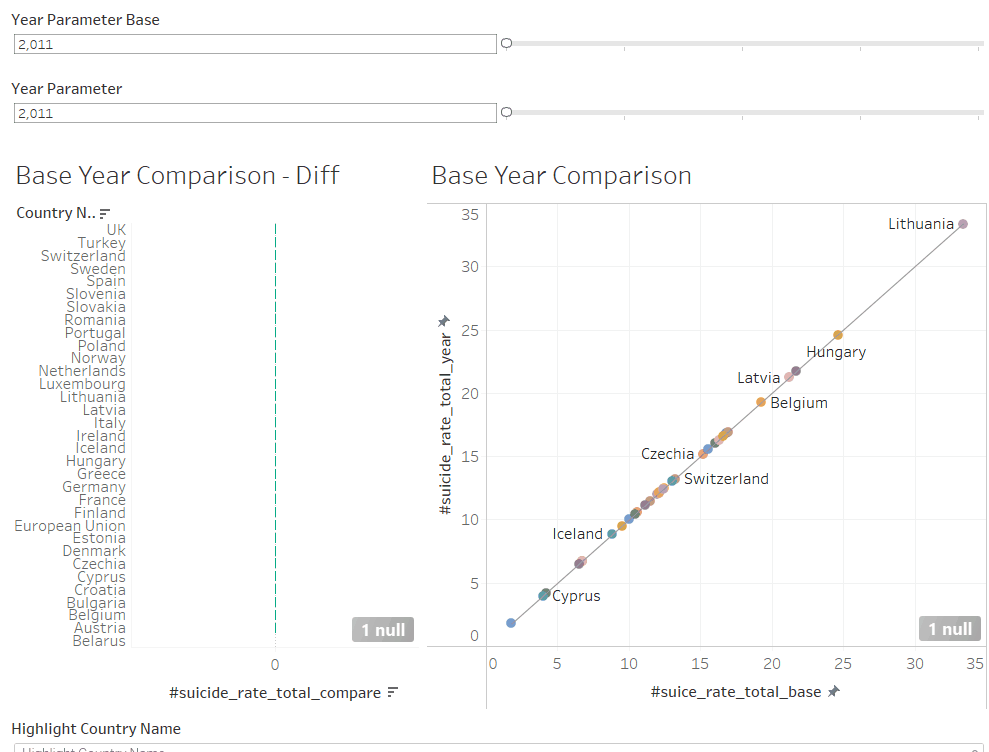 Year Parameter Base
2,011
Year Parameter
2,011
Base Year Comparison - Diff
Country N..
UK
Turkey
Switzerland
Sweden
Spain
Slovenia
Slovakia
Romania
Portugal
Poland
Norway
Netherlands
Luxembourg
Lithuania
Latvia
Italy
Ireland
Iceland
Hungary
Greece
Germany
France
Finland
European Union
Estonia
Denmark
Czechia
Cyprus
Croatia
Bulgaria
Belgium
Austria
Belarus
1 null
0
#suicide_rate_total_compare
Base Year Comparison
#suicide_rate_total_year
35
30
25
20
15
10
5
0
Lithuania
Hungary
Latvia
Belgium
Czechia
Switzerland
Iceland
Cyprus
1 null
0 5 10 15 20 25 30 35
#suice_rate_total_base
Highlight Country Name
Highlight Country Name